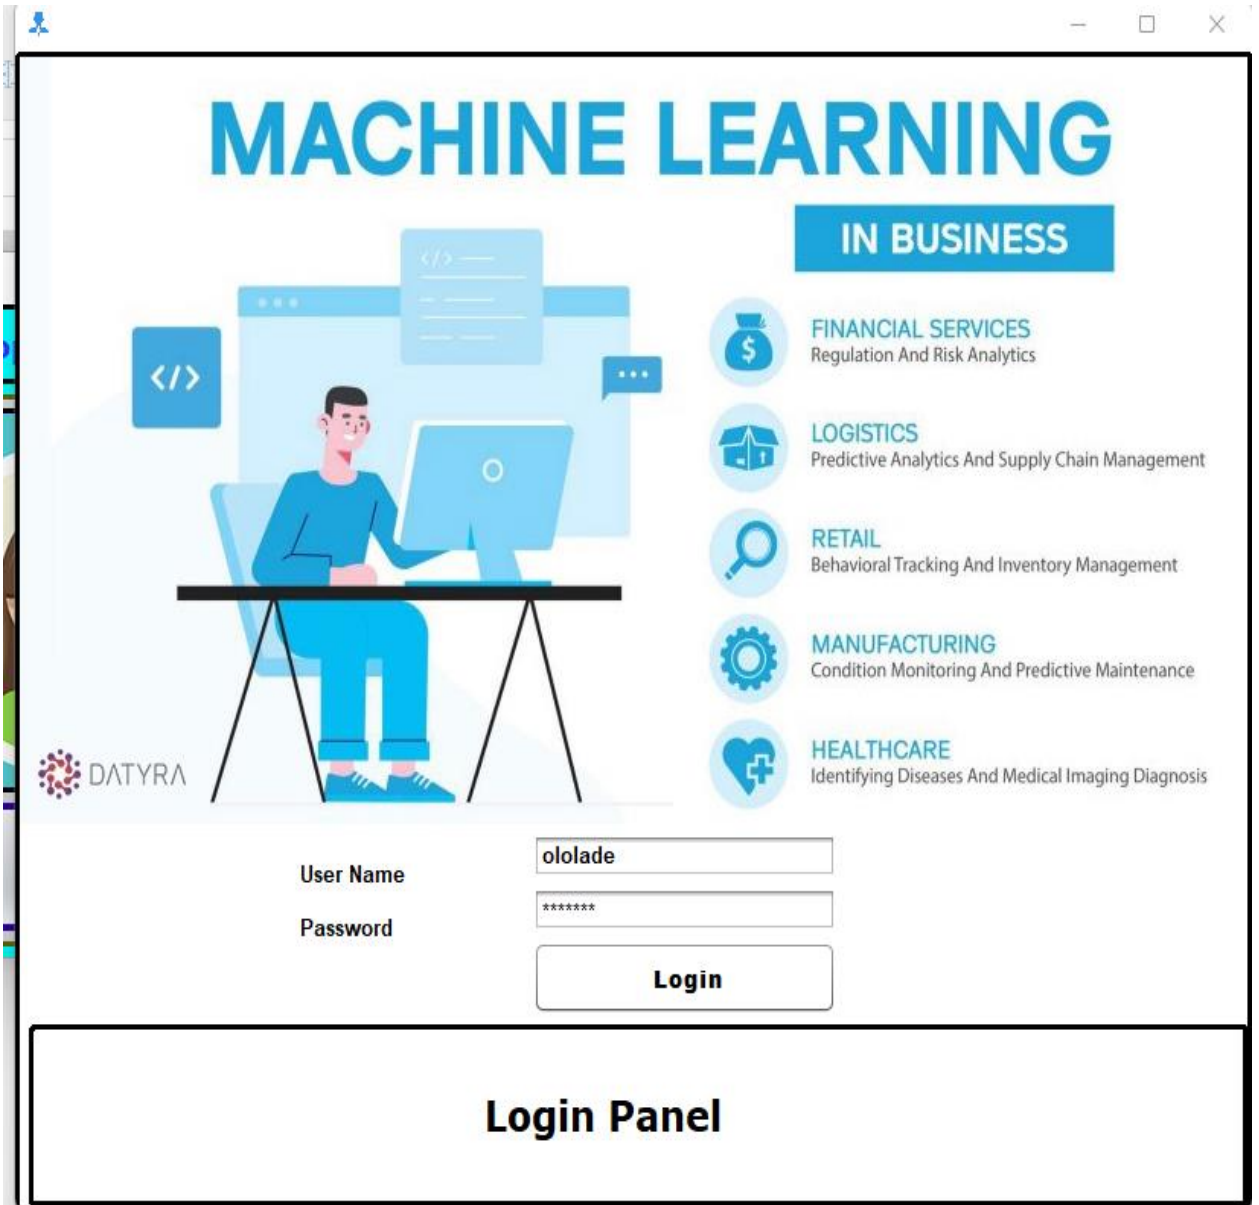 MACHINE LEARNING
IN BUSINESS
</>
</>
FINANCIAL SERVICES
Regulation And Risk Analytics
LOGISTICS
Predictive Analytics And Supply Chain Management
RETAIL
Behavioral Tracking And Inventory Management
MANUFACTURING
Condition Monitoring And Predictive Maintenance
HEALTHCARE
Identifying Diseases And Medical Imaging Diagnosis
DATYRA
User Name
ololade
Password
*******
Login
Login Panel